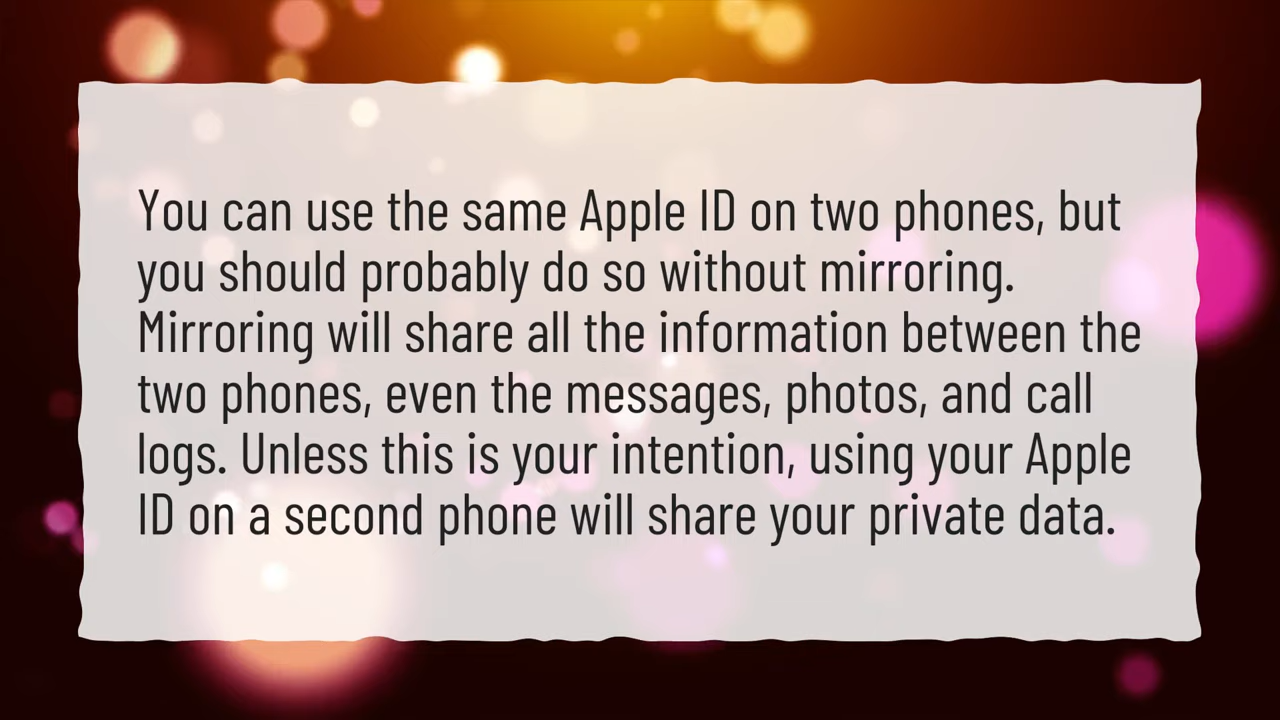 You can use the same Apple ID on two phones, but
you should probably do so without mirroring.
Mirroring will share all the information between the
two phones, even the messages, photos, and call
logs. Unless this is your intention, using your Apple
ID on a second phone will share your private data.